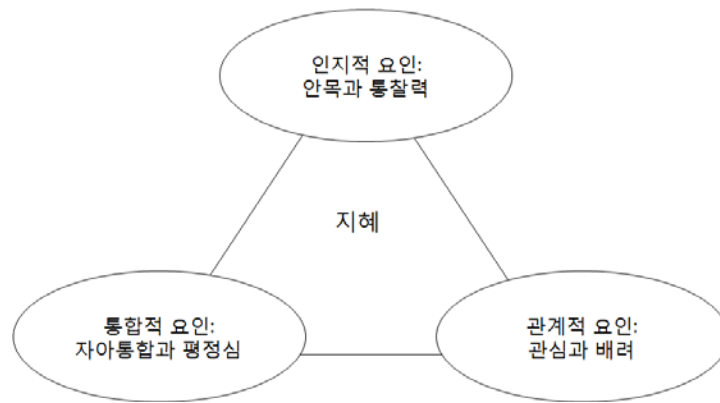 인지적 요인:
안목과 통찰력
지혜
통합적 요인:
자아통합과 평정심
관계적 요인:
관심과 배려